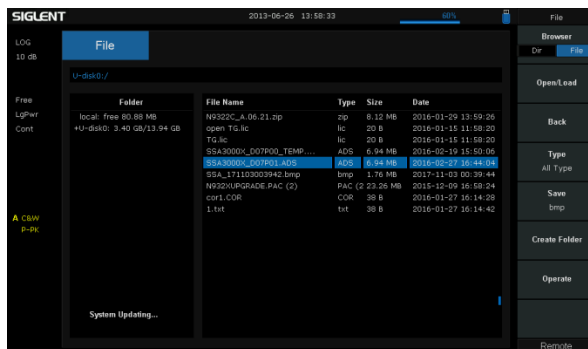 SIGLENT 2013-06-26 13:58:33 60% File
LOG
10 dB
File
Browser
Dir File
U-disk0:/
Open/Load
Free
LgPwr
Cont
Folder
local: free 80.88 MB
+U-disk0: 3.40 GB/13.94 GB
File Name Type Size Date
N9322C_A.06.21.zip zip 8.12 MB 2016-01-29 13:59:26
open TG.lic lic 20 B 2016-01-15 11:58:20
TG.lic lic 20 B 2016-01-15 11:58:20
SSA3000X_D07P00_TEMP.... ADS 6.94 MB 2016-02-19 15:50:06
SSA3000X_D07P01.ADS ADS 6.94 MB 2016-02-27 16:44:04
SSA_171103003942.bmp bmp 1.76 MB 2017-11-03 00:39:44
N932XUPGRADE.PAC (2) PAC (2 23.26 MB 2015-12-09 16:58:24
cor1.COR COR 38 B 2016-01-27 16:14:28
1.txt txt 38 B 2016-01-27 16:14:42
Back
Type
All Type
Save
bmp
A C&W
P-PK
Create Folder
Operate
System Updating...
Remote